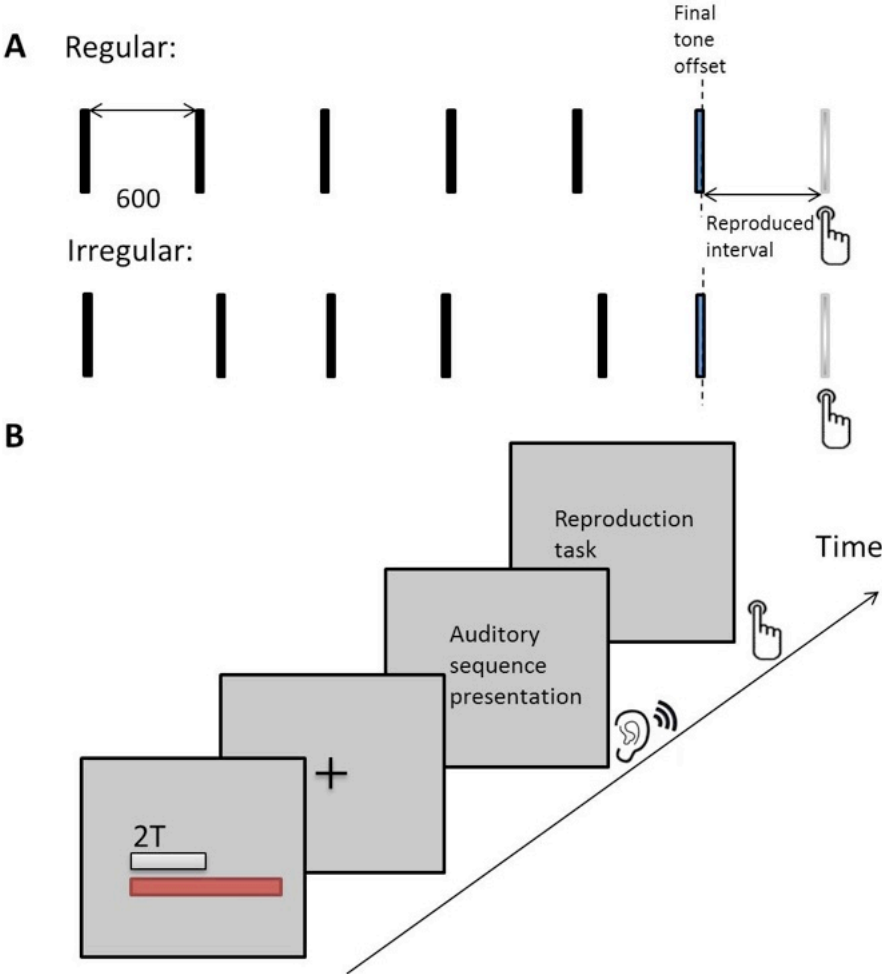 A
Regular:
Final
tone
offset
600
Reproduced
interval
Irregular:
B
Reproduction
task
Time
Auditory
sequence
presentation
+
2T